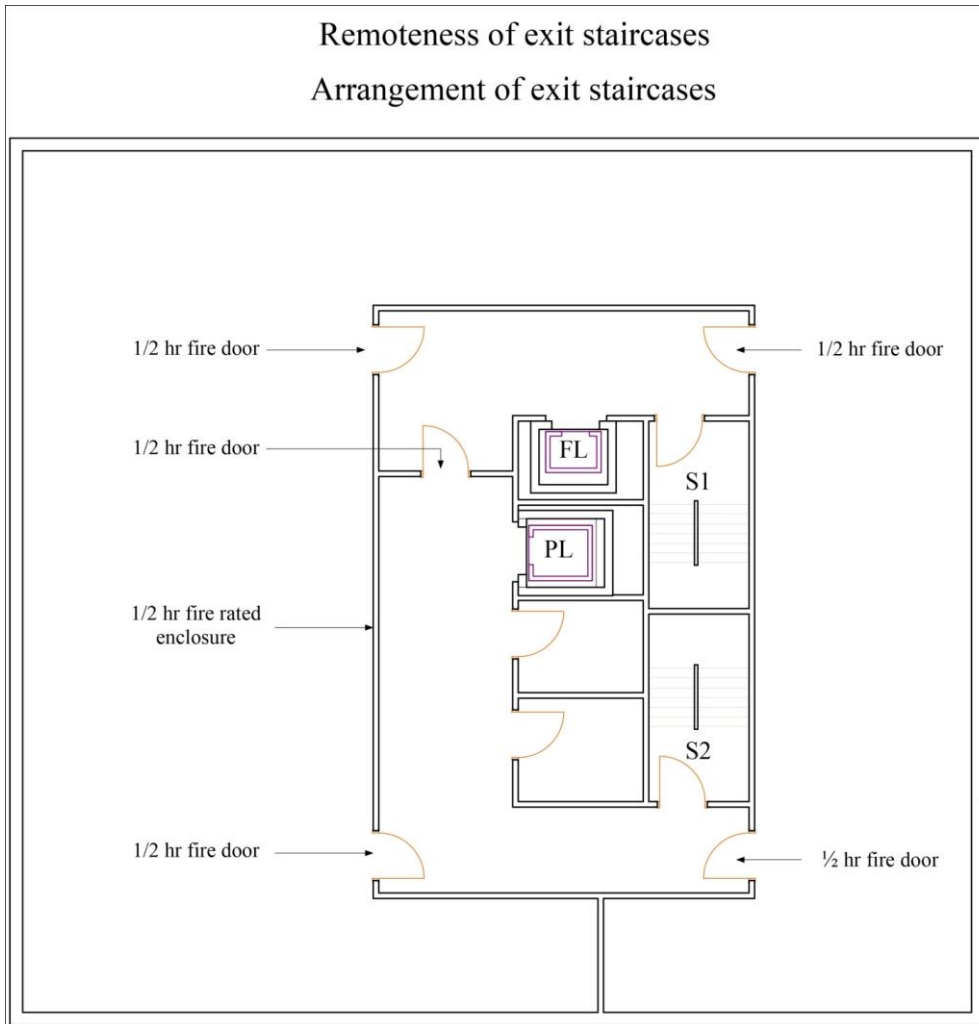 Remoteness of exit staircases
Arrangement of exit staircases
1/2 hr fire door
1/2 hr fire door
1/2 hr fire door
FL
S1
PL
1/2 hr fire rated
enclosure
S2
1/2 hr fire door
½ hr fire door